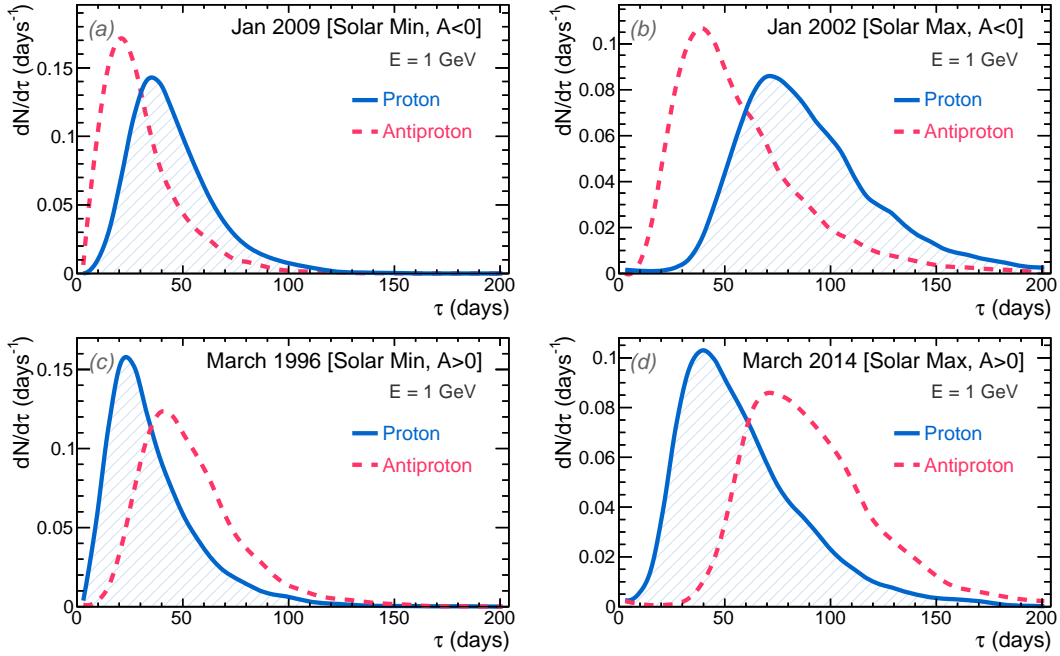 (a) Jan 2009 [Solar Min, A<0]
E = 1 GeV
Proton
Antiproton
dN/dτ (days⁻¹)
0.15
0.1
0.05
0
0 50 100 150 200
τ (days)
(b) Jan 2002 [Solar Max, A<0]
E = 1 GeV
Proton
Antiproton
dN/dτ (days⁻¹)
0.1
0.08
0.06
0.04
0.02
0
0 50 100 150 200
τ (days)
(c) March 1996 [Solar Min, A>0]
E = 1 GeV
Proton
Antiproton
dN/dτ (days⁻¹)
0.15
0.1
0.05
0
0 50 100 150 200
τ (days)
(d) March 2014 [Solar Max, A>0]
E = 1 GeV
Proton
Antiproton
dN/dτ (days⁻¹)
0.1
0.08
0.06
0.04
0.02
0
0 50 100 150 200
τ (days)